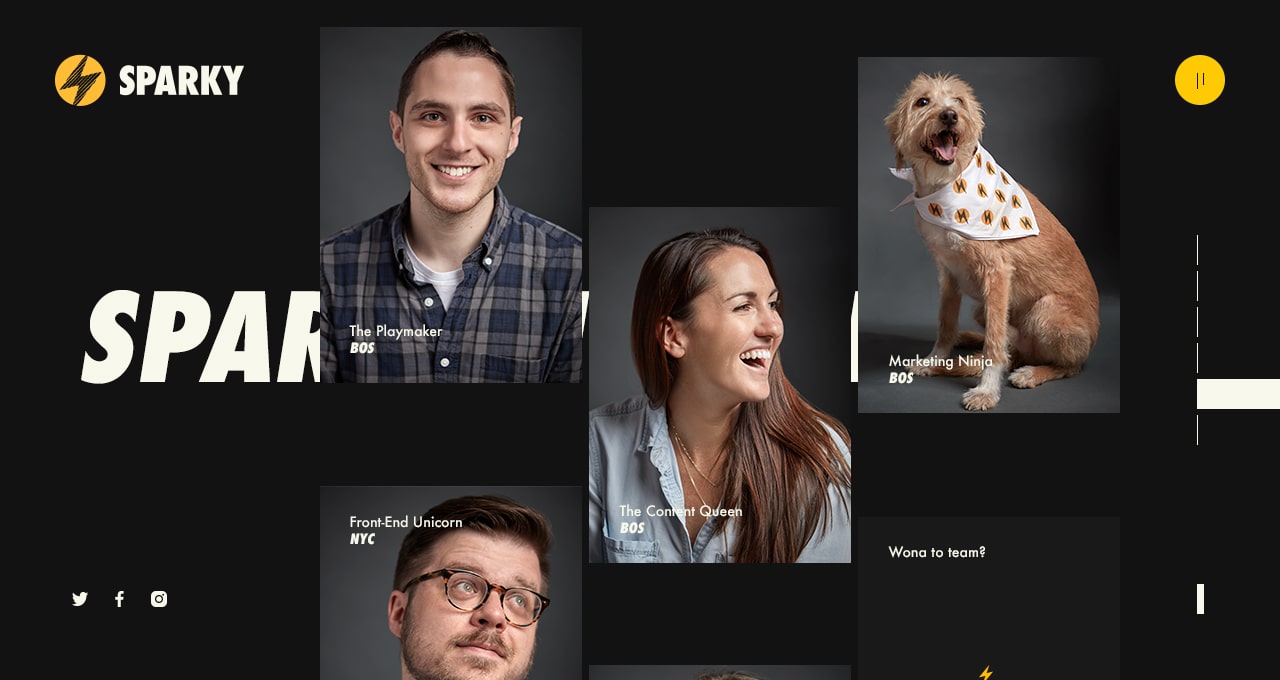 SPARKY
SPAR
The Playmaker
BOS
Marketing Ninja
BOS
The Content Queen
BOS
Front-End Unicorn
NYC
Wona to team?